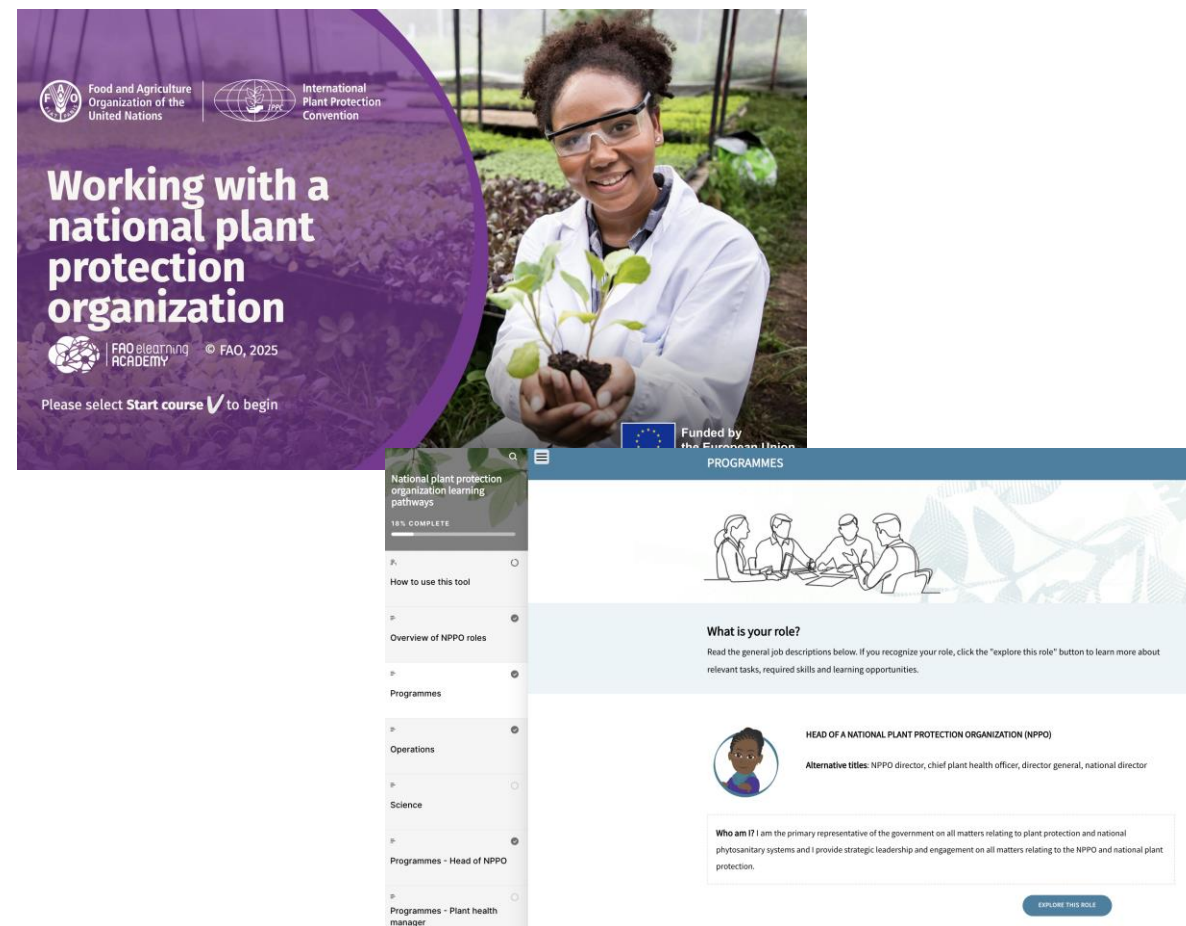 Food and Agriculture
Organization of the
United Nations
International
Plant Protection
Convention
IPPC
Working with a
national plant
protection
organization
FAO elearning
ACADEMY
© FAO, 2025
Please select Start course to begin
Funded by
the European Union
National plant protection
organization learning
pathways
18% COMPLETE
How to use this tool
Overview of NPPO roles
Programmes
Operations
Science
Programmes - Head of NPPO
Programmes - Plant health
manager
PROGRAMMES
What is your role?
Read the general job descriptions below. If you recognize your role, click the "explore this role" button to learn more about
relevant tasks, required skills and learning opportunities.
HEAD OF A NATIONAL PLANT PROTECTION ORGANIZATION (NPPO)
Alternative titles: NPPO director, chief plant health officer, director general, national director
Who am I? I am the primary representative of the government on all matters relating to plant protection and national
phytosanitary systems and I provide strategic leadership and engagement on all matters relating to the NPPO and national plant
protection.
EXPLORE THIS ROLE